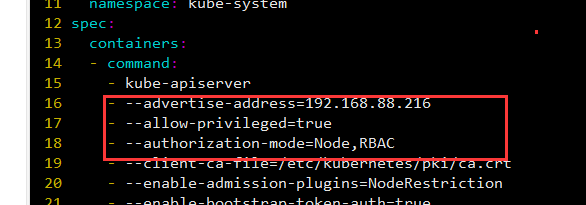 11     namespace: kube-system
12 spec:
13   containers:
14   - command:
15     - kube-apiserver
16     - --advertise-address=192.168.88.216
17     - --allow-privileged=true
18     - --authorization-mode=Node,RBAC
19     - --client-ca-file=/etc/kubernetes/pki/ca.crt
20     - --enable-admission-plugins=NodeRestriction
21     - --enable-bootstrap-token-auth=true